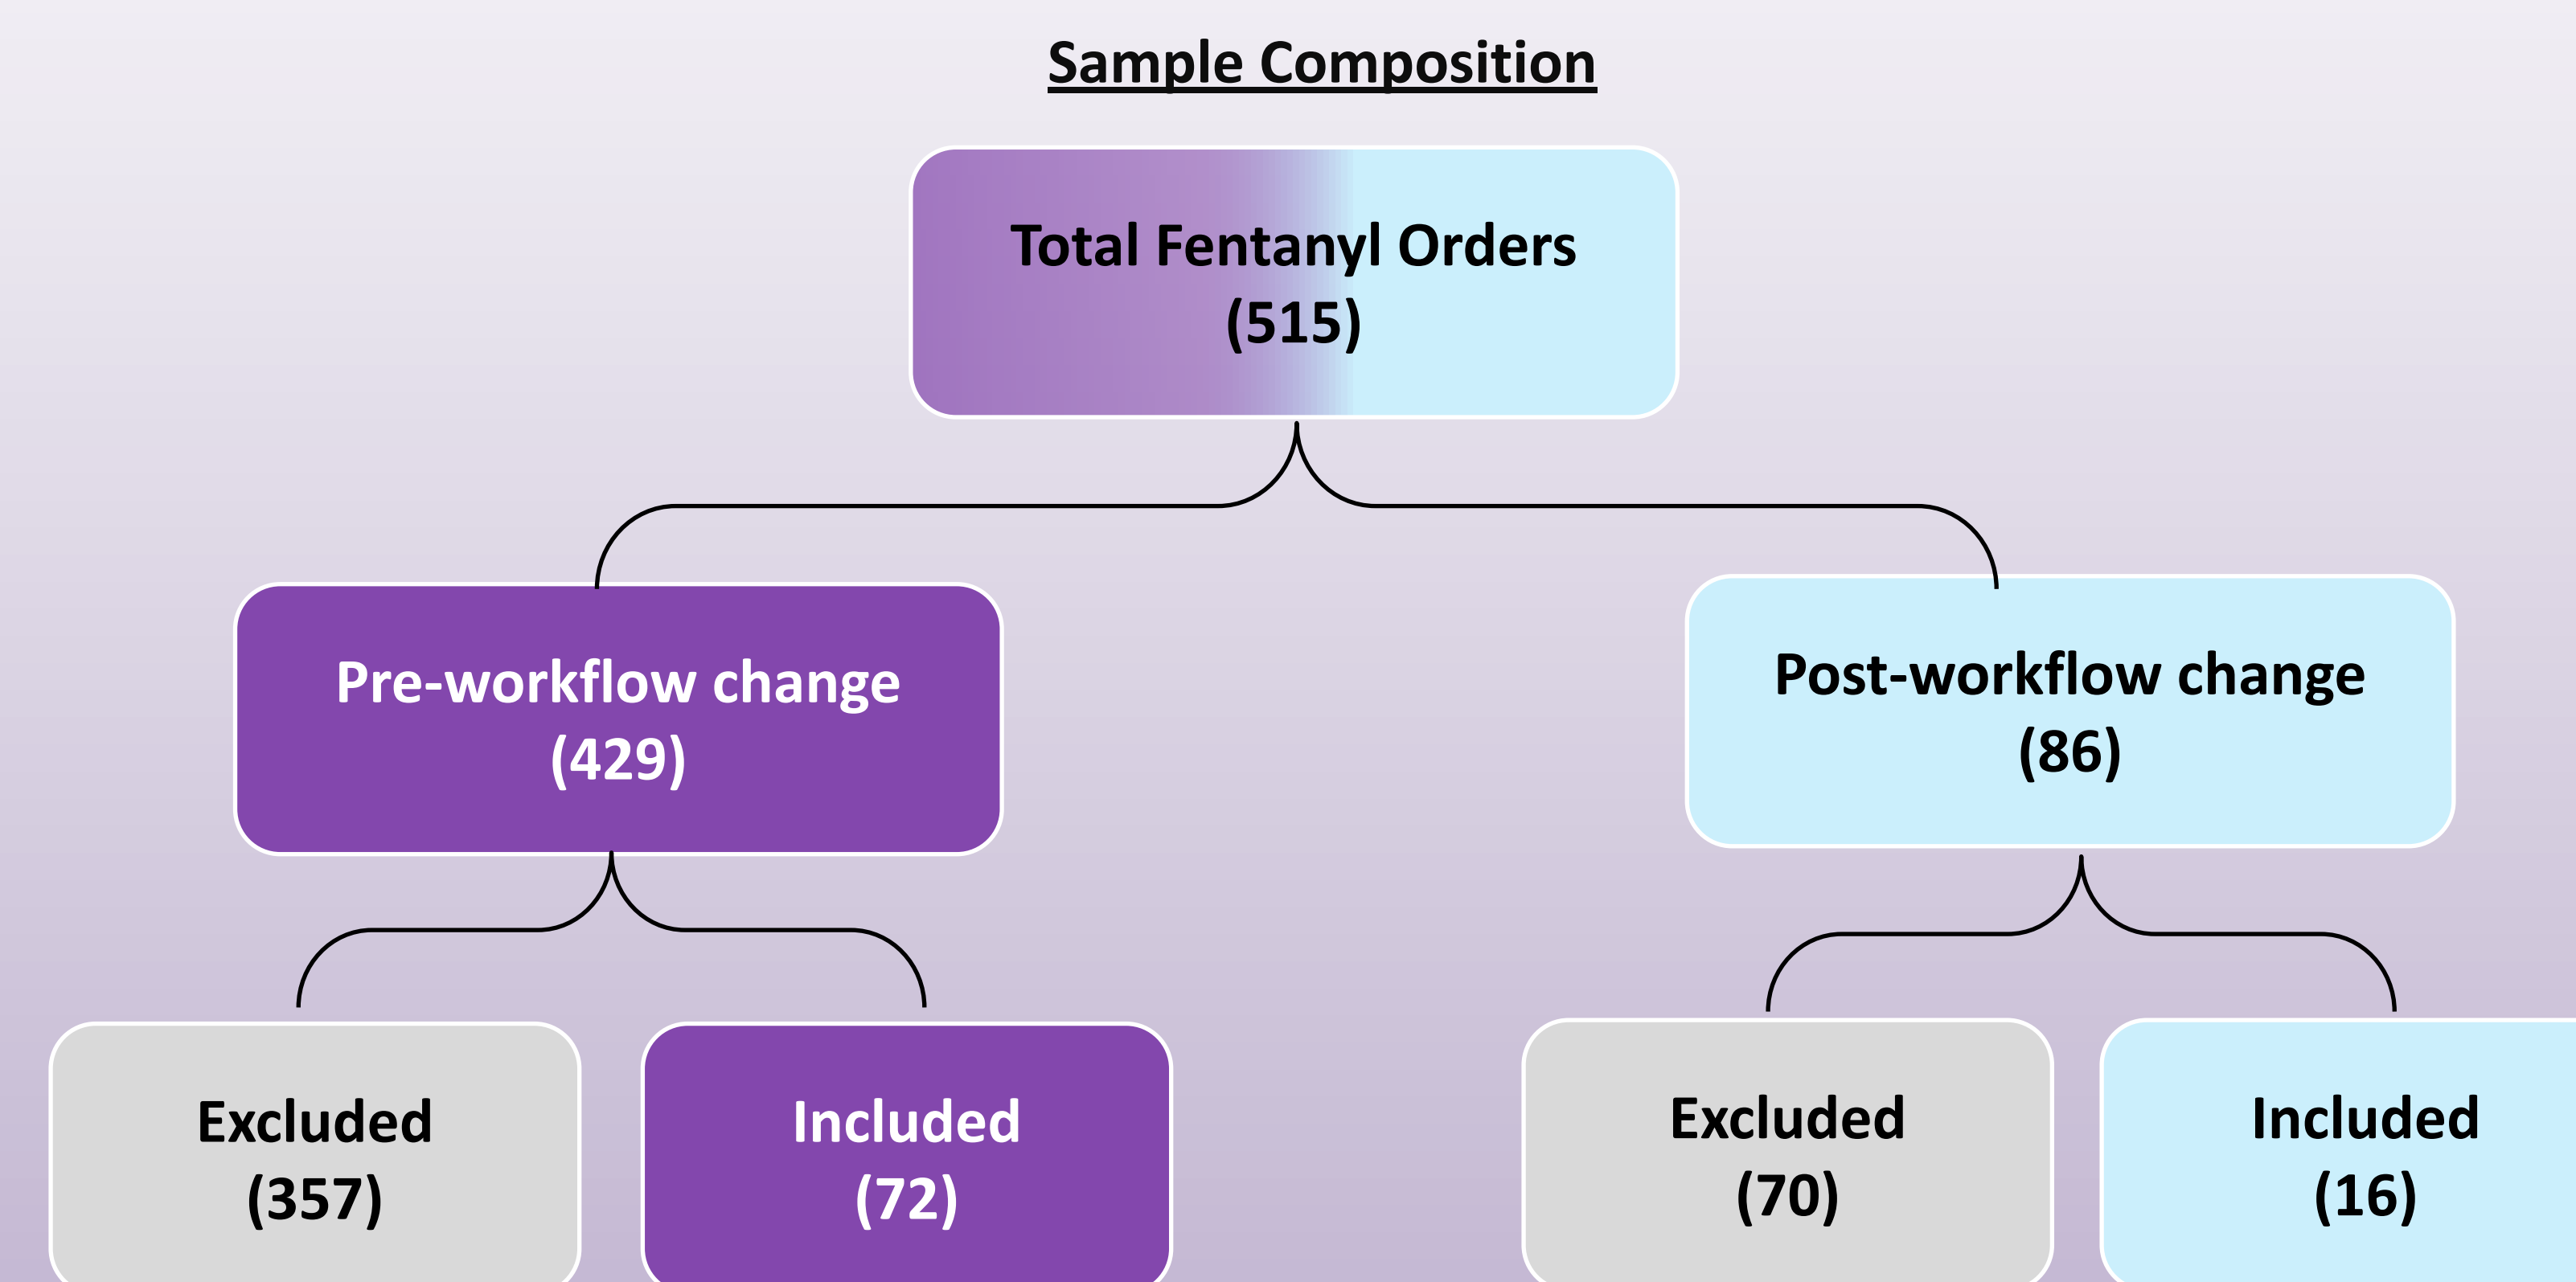 Sample Composition
Total Fentanyl Orders
(515)
Pre-workflow change
(429)
Post-workflow change
(86)
Excluded
(357)
Included
(72)
Excluded
(70)
Included
(16)